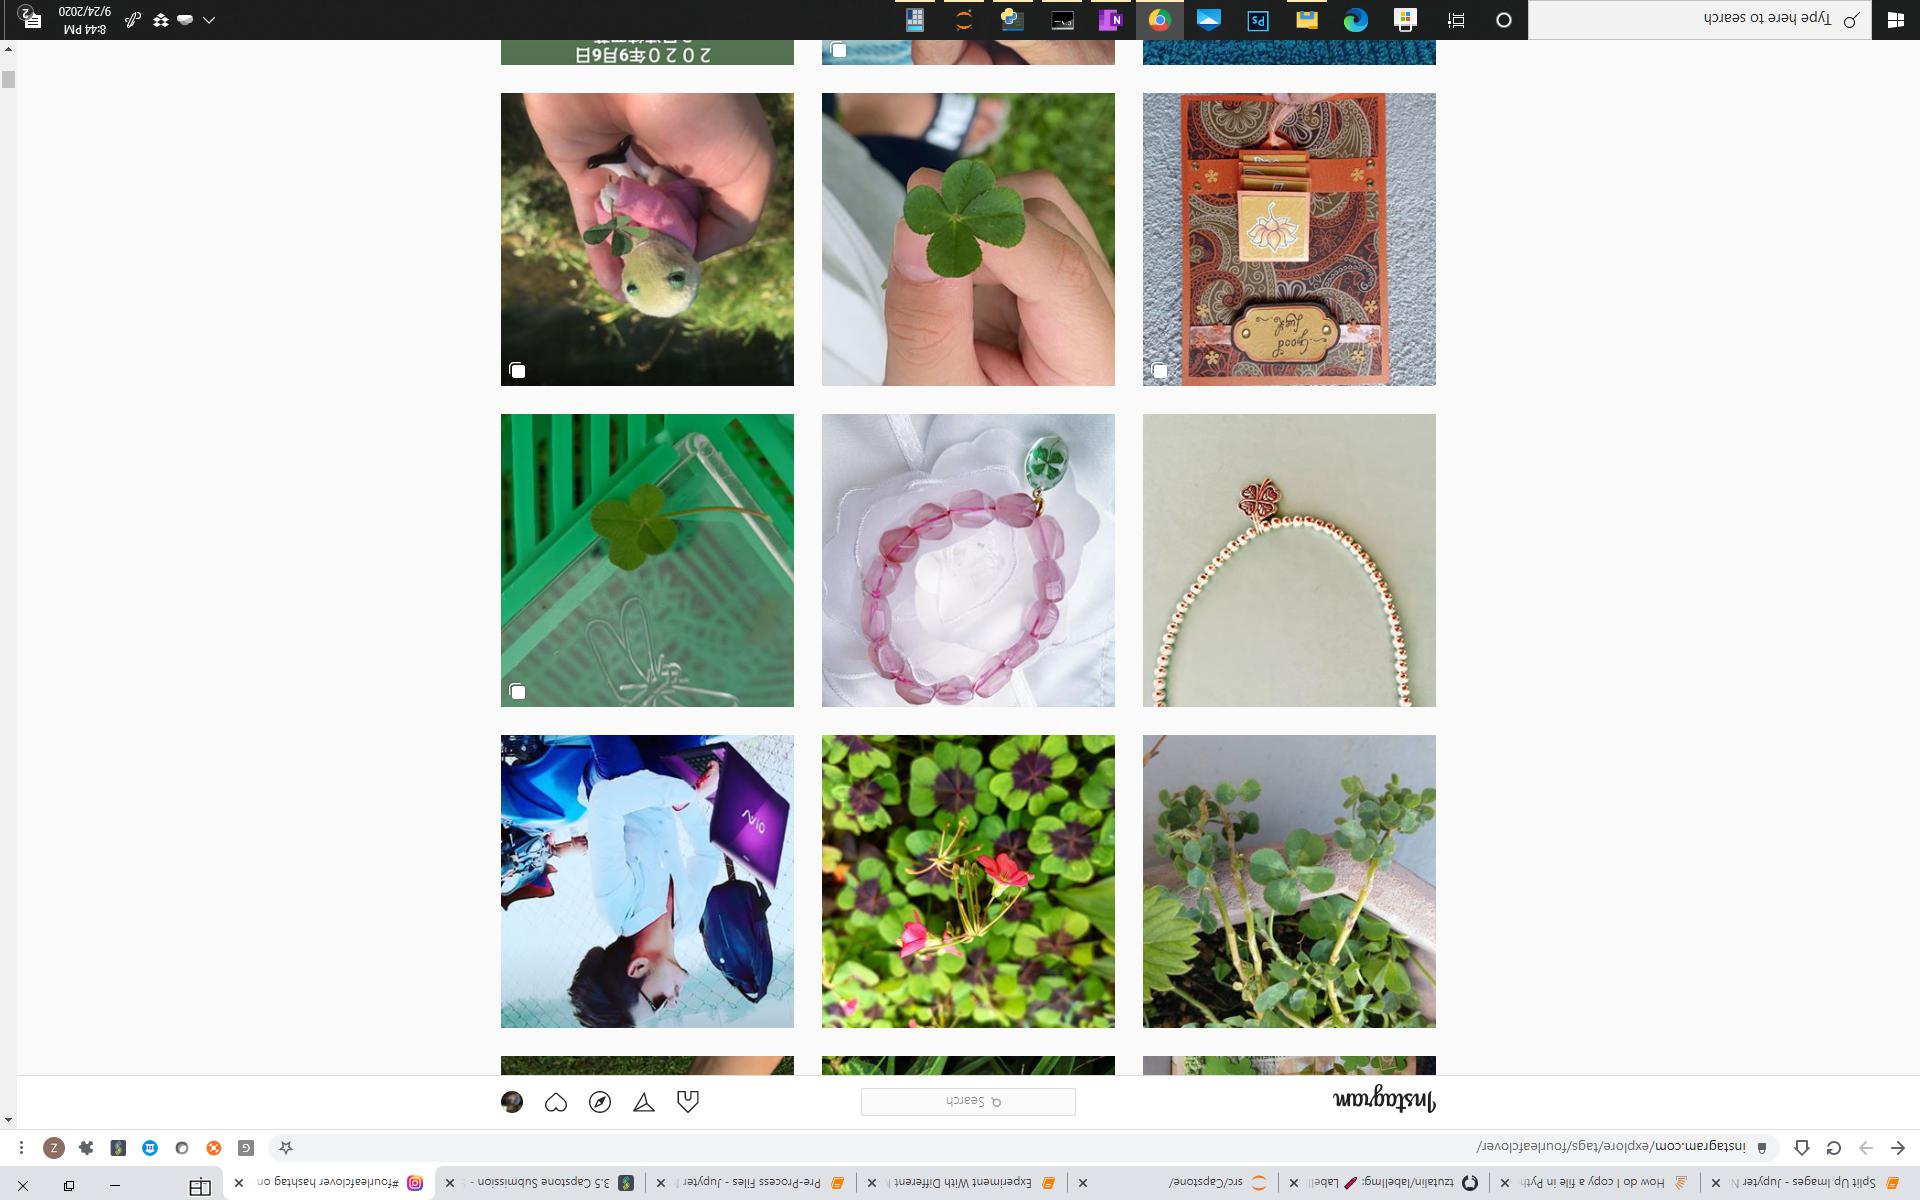 Split Up Images - Jupyter N
How do I copy a file in Pyth
tzutalin/labelImg: LabelI
src/Capstone/
Experiment With Different M
Pre-Process Files - Jupyter
3.5 Capstone Submission -
#fourleafclover hashtag on
instagram.com/explore/tags/fourleafclover/
Z
Instagram
Search
VAIO
Good
Luck
2020年9月6日
Type here to search
8:44 PM
9/24/2020
2